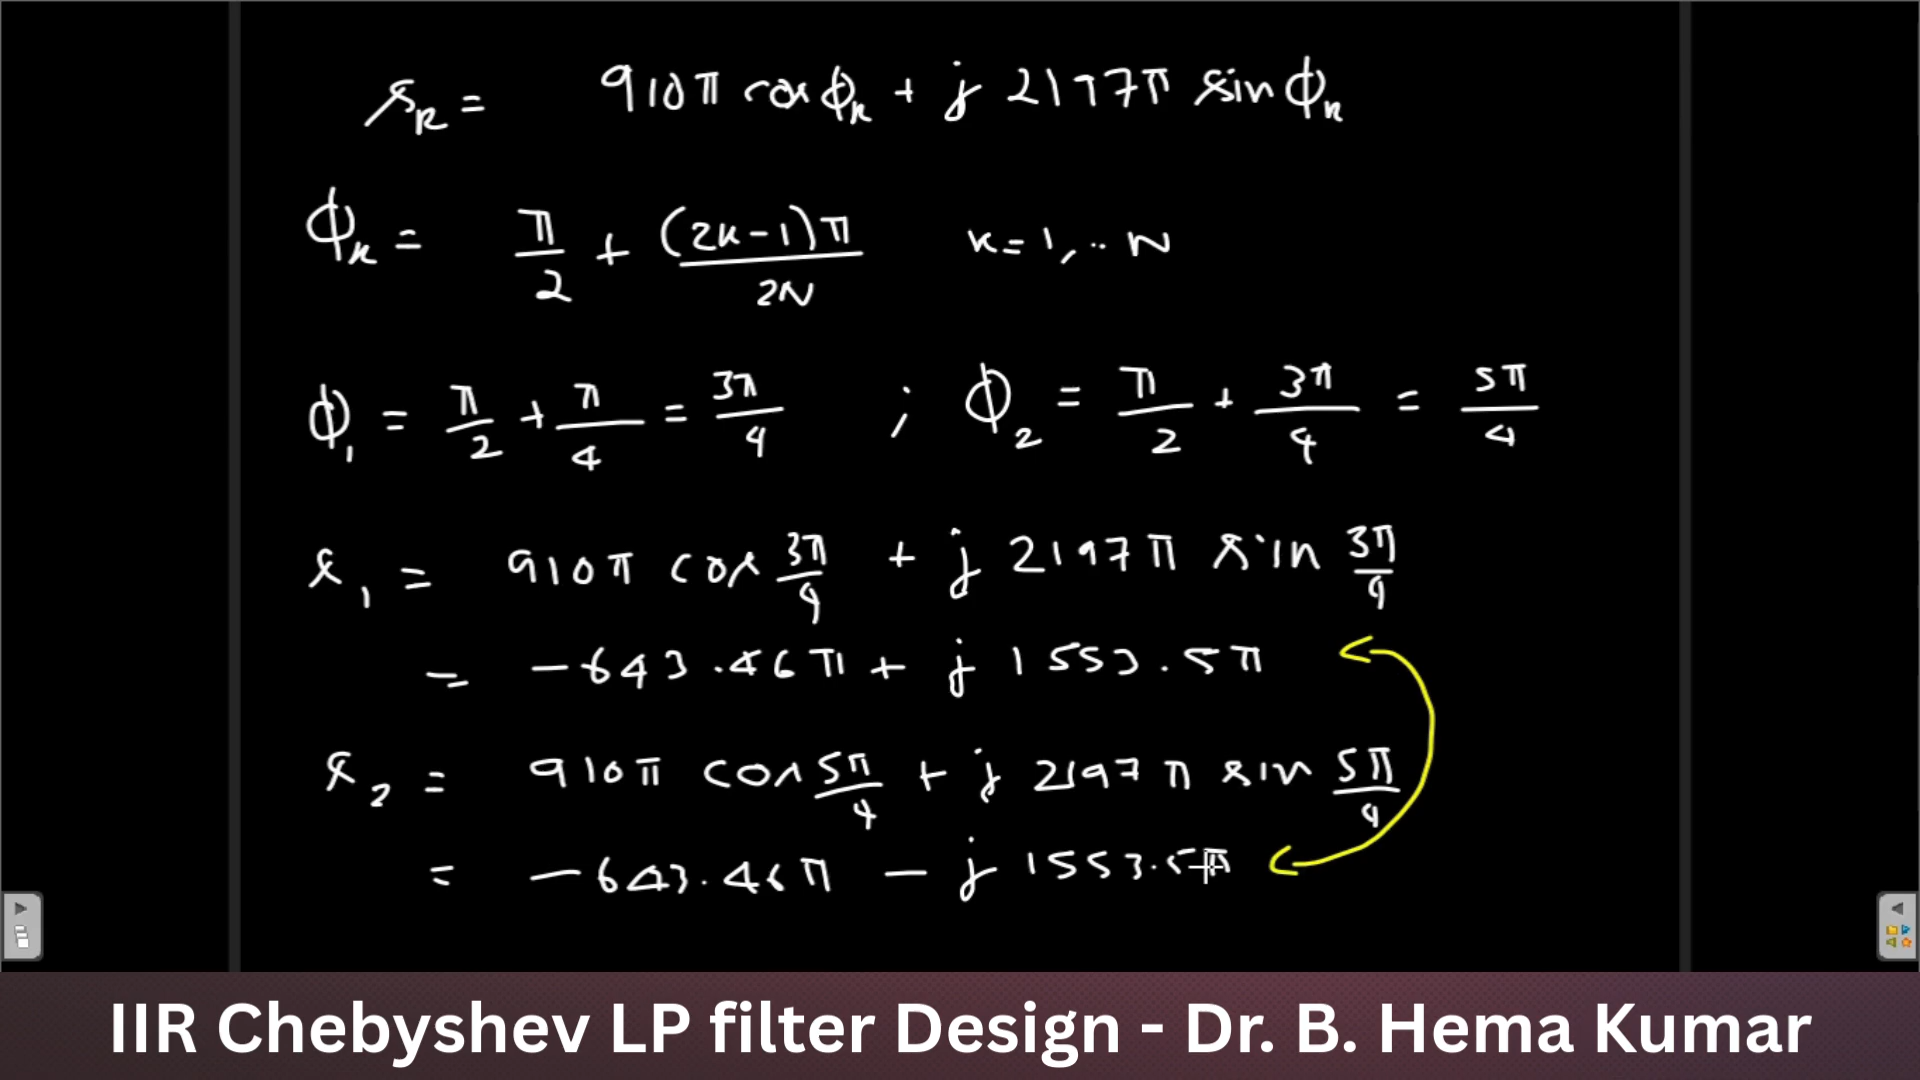 s_k = 910π cos ϕ_k + j 2197π sin ϕ_k
ϕ_k = π/2 + (2k-1)π/2N k=1, .. N
ϕ_1 = π/2 + π/4 = 3π/4 ; ϕ_2 = π/2 + 3π/4 = 5π/4
s_1 = 910π cos 3π/4 + j 2197π sin 3π/4
= -643.46π + j 1553.5π
s_2 = 910π cos 5π/4 + j 2197π sin 5π/4
= -643.46π - j 1553.5π
IIR Chebyshev LP filter Design - Dr. B. Hema Kumar